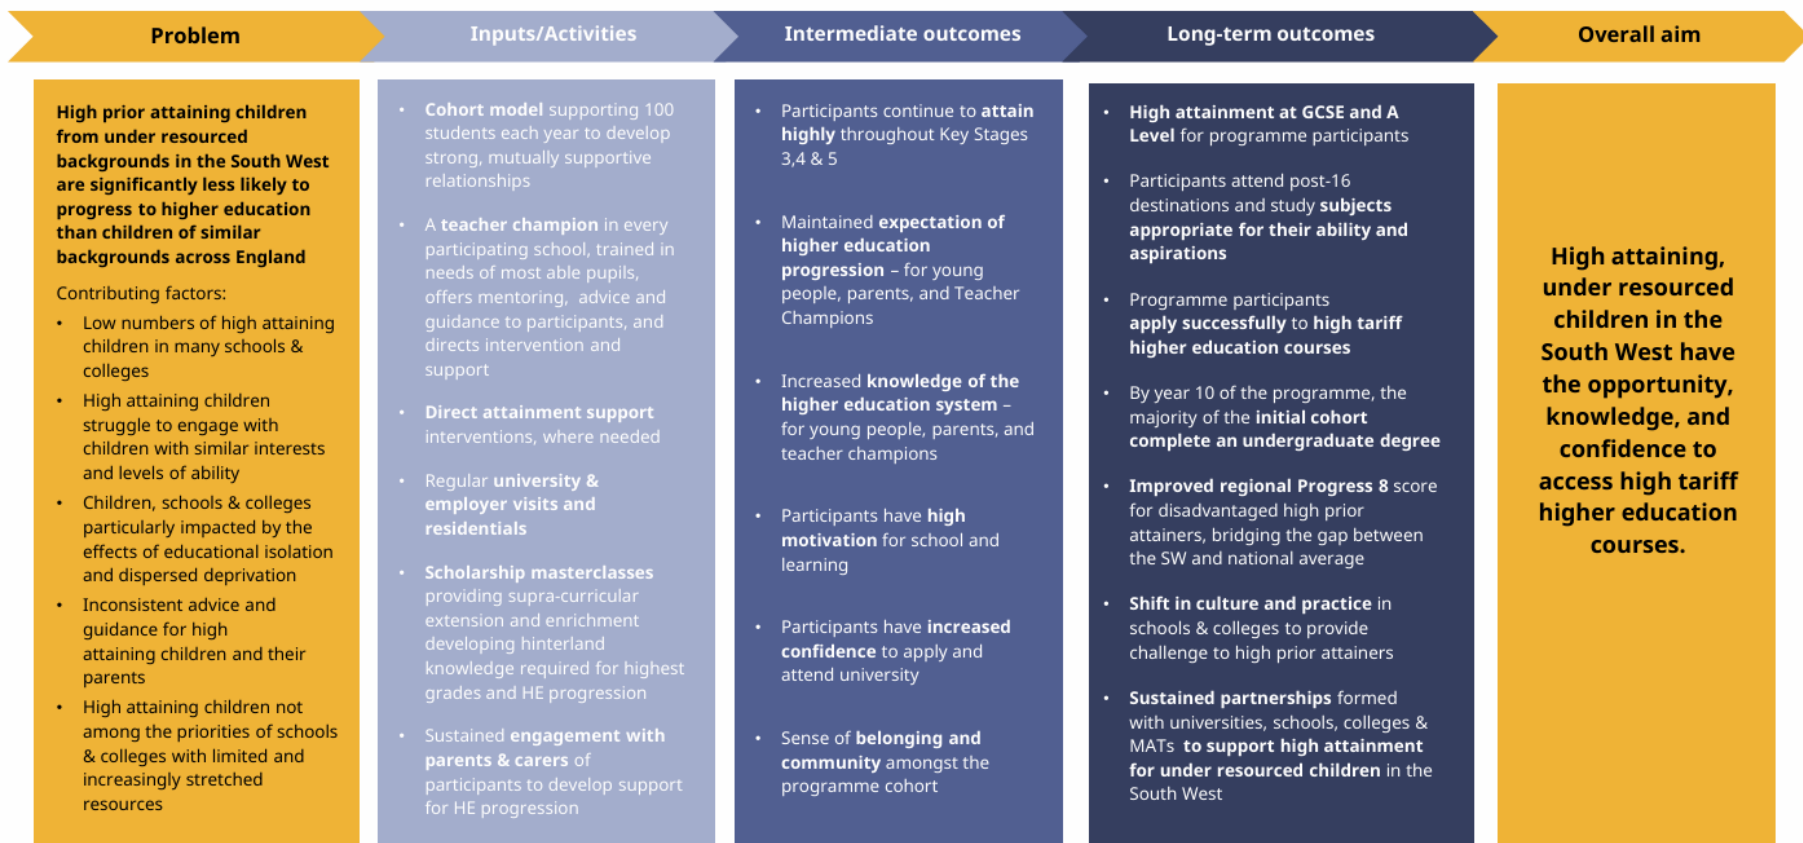 Problem
Inputs/Activities
Intermediate outcomes
Long-term outcomes
Overall aim
High prior attaining children
from under resourced
backgrounds in the South West
are significantly less likely to
progress to higher education
than children of similar
backgrounds across England
Contributing factors:
• Low numbers of high attaining
children in many schools &
colleges
• High attaining children
struggle to engage with
children with similar interests
and levels of ability
• Children, schools & colleges
particularly impacted by the
effects of educational isolation
and dispersed deprivation
• Inconsistent advice and
guidance for high
attaining children and their
parents
• High attaining children not
among the priorities of schools
& colleges with limited and
increasingly stretched
resources
• Cohort model supporting 100
students each year to develop
strong, mutually supportive
relationships
• A teacher champion in every
participating school, trained in
needs of most able pupils,
offers mentoring, advice and
guidance to participants, and
directs intervention and
support
• Direct attainment support
interventions, where needed
• Regular university &
employer visits and
residentials
• Scholarship masterclasses
providing supra-curricular
extension and enrichment
developing hinterland
knowledge required for highest
grades and HE progression
• Sustained engagement with
parents & carers of
participants to develop support
for HE progression
• Participants continue to attain
highly throughout Key Stages
3,4 & 5
• Maintained expectation of
higher education
progression – for young
people, parents, and Teacher
Champions
• Increased knowledge of the
higher education system –
for young people, parents, and
teacher champions
• Participants have high
motivation for school and
learning
• Participants have increased
confidence to apply and
attend university
• Sense of belonging and
community amongst the
programme cohort
• High attainment at GCSE and A
Level for programme participants
• Participants attend post-16
destinations and study subjects
appropriate for their ability and
aspirations
• Programme participants
apply successfully to high tariff
higher education courses
• By year 10 of the programme, the
majority of the initial cohort
complete an undergraduate degree
• Improved regional Progress 8 score
for disadvantaged high prior
attainers, bridging the gap between
the SW and national average
• Shift in culture and practice in
schools & colleges to provide
challenge to high prior attainers
• Sustained partnerships formed
with universities, schools, colleges &
MATs to support high attainment
for under resourced children in the
South West
High attaining,
under resourced
children in the
South West have
the opportunity,
knowledge, and
confidence to
access high tariff
higher education
courses.